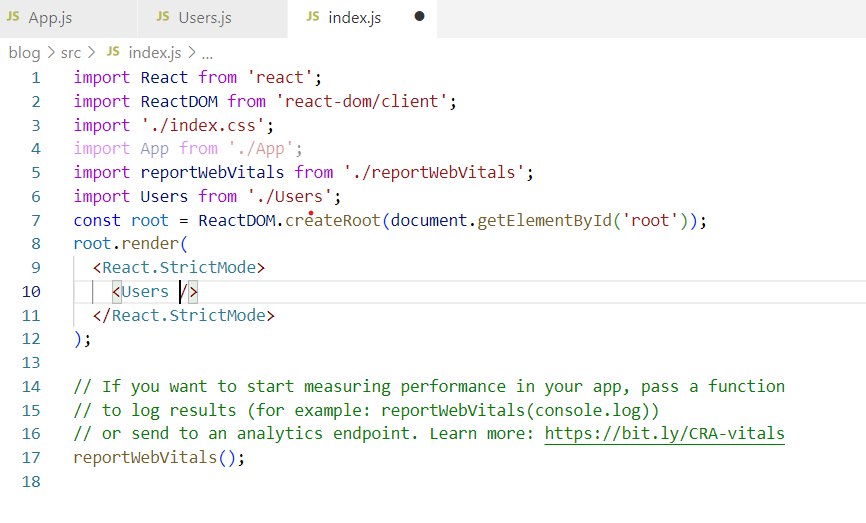 JS App.js JS Users.js JS index.js
blog > src > JS index.js > ...
1 import React from 'react';
2 import ReactDOM from 'react-dom/client';
3 import './index.css';
4 import App from './App';
5 import reportWebVitals from './reportWebVitals';
6 import Users from './Users';
7 const root = ReactDOM.createRoot(document.getElementById('root'));
8 root.render(
9 <React.StrictMode>
10 <Users />
11 </React.StrictMode>
12 );
13
14 // If you want to start measuring performance in your app, pass a function
15 // to log results (for example: reportWebVitals(console.log))
16 // or send to an analytics endpoint. Learn more: https://bit.ly/CRA-vitals
17 reportWebVitals();
18